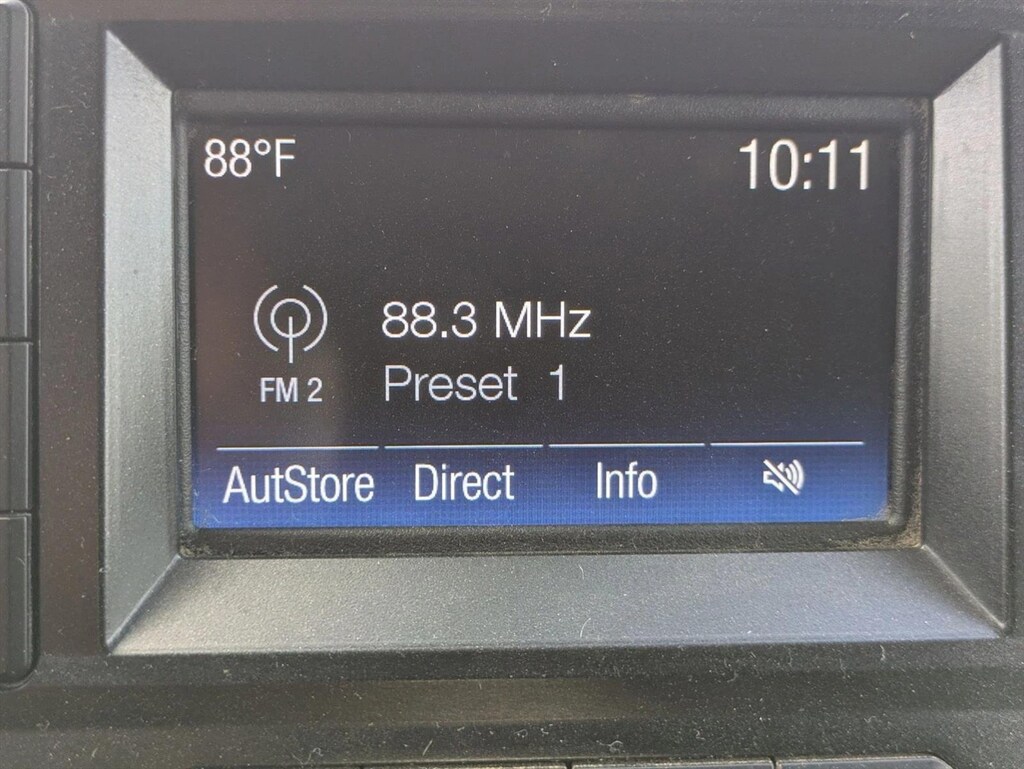 88°F 10:11
88.3 MHz
FM 2 Preset 1
AutStore Direct Info